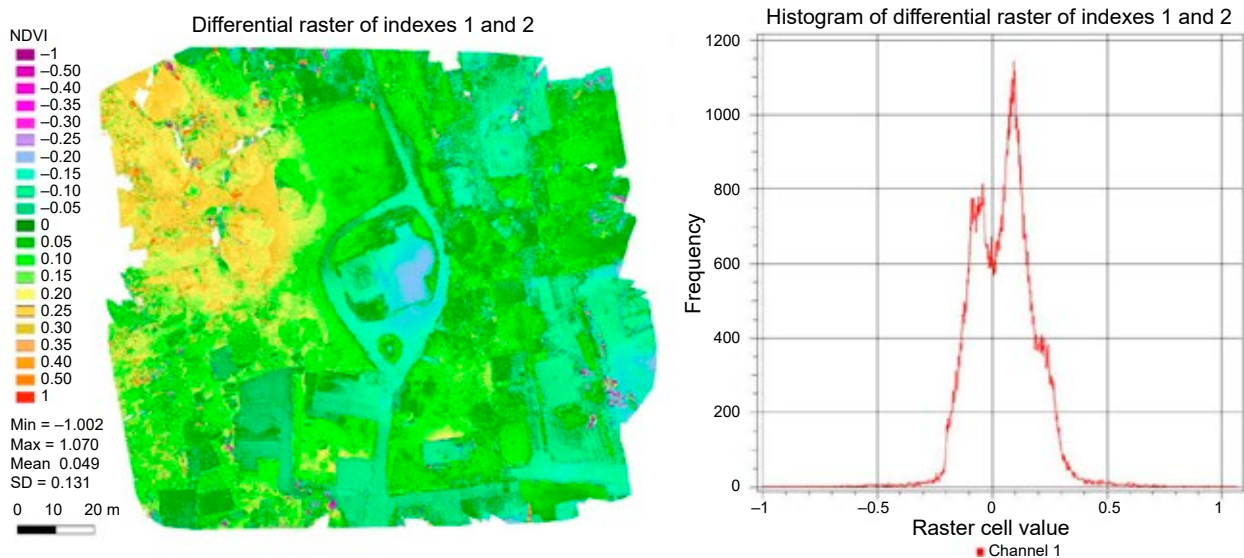 Differential raster of indexes 1 and 2
NDVI
–1
–0.50
–0.40
–0.35
–0.30
–0.25
–0.20
–0.15
–0.10
–0.05
0
0.05
0.10
0.15
0.20
0.25
0.30
0.35
0.40
0.50
1
Min = –1.002
Max = 1.070
Mean 0.049
SD = 0.131
0 10 20 m
Histogram of differential raster of indexes 1 and 2
1200
1000
800
600
400
200
0
Frequency
–1 –0.5 0 0.5 1
Raster cell value
Channel 1